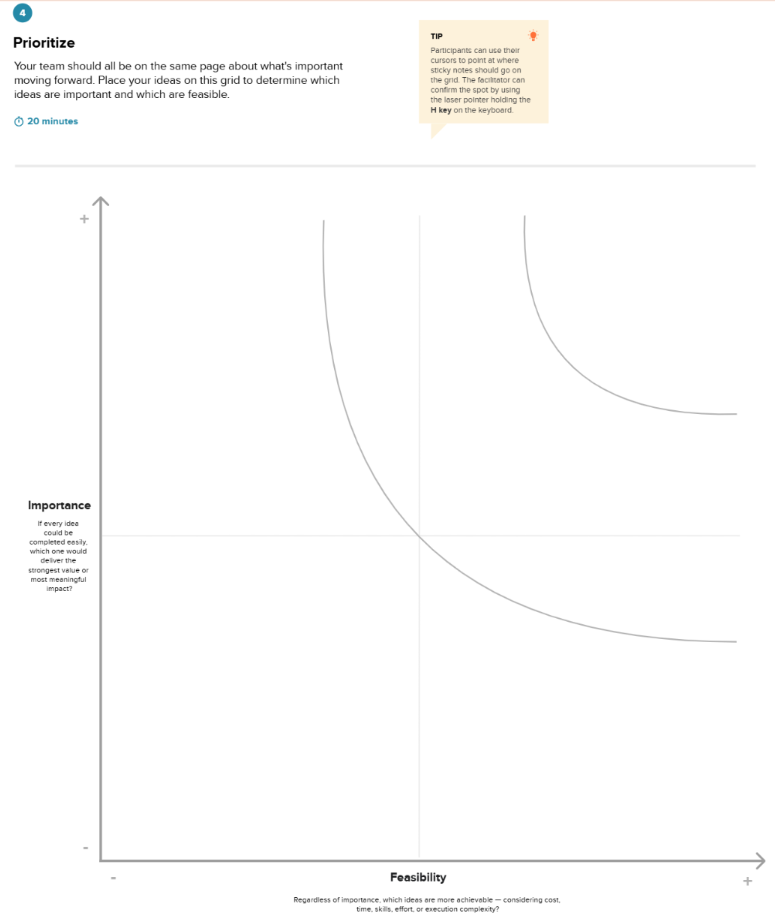 4
Prioritize
Your team should all be on the same page about what's important
moving forward. Place your ideas on this grid to determine which
ideas are important and which are feasible.
20 minutes
TIP
Participants can use their
cursors to point at where
sticky notes should go on
the grid. The facilitator can
confirm the spot by using
the laser pointer holding the
H key on the keyboard.
+
Importance
If every idea
could be
completed easily,
which one would
deliver the
strongest value or
most meaningful
impact?
-
-
Feasibility
+
Regardless of importance, which ideas are more achievable — considering cost,
time, skills, effort, or execution complexity?